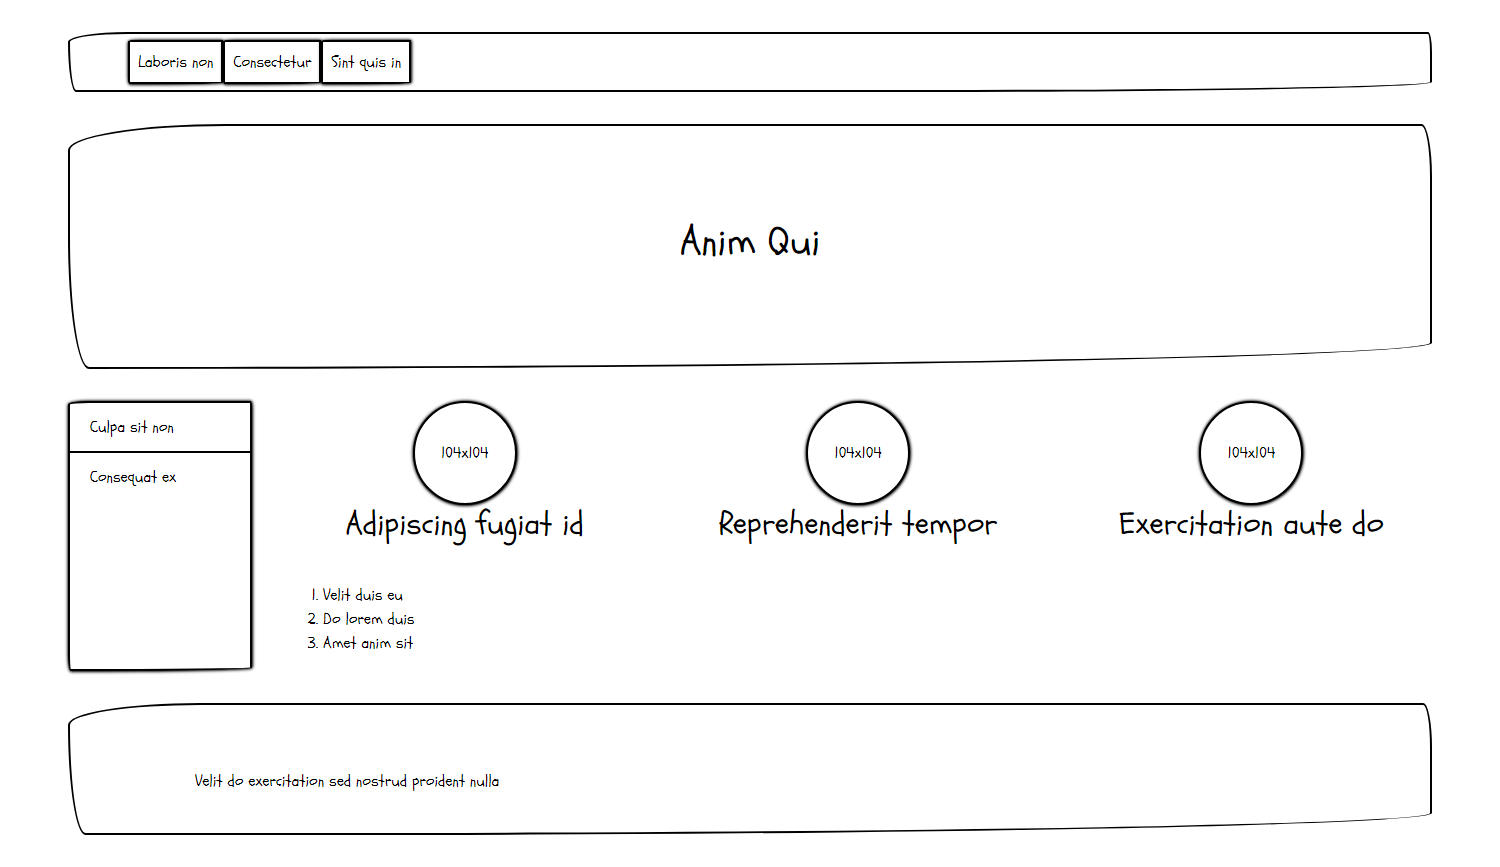 Laboris non Consectetur Sint quis in
Anim Qui
Culpa sit non
Consequat ex
104x104
Adipiscing fugiat id
104x104
Reprehenderit tempor
104x104
Exercitation aute do
1. Velit duis eu
2. Do lorem duis
3. Amet anim sit
Velit do exercitation sed nostrud proident nulla